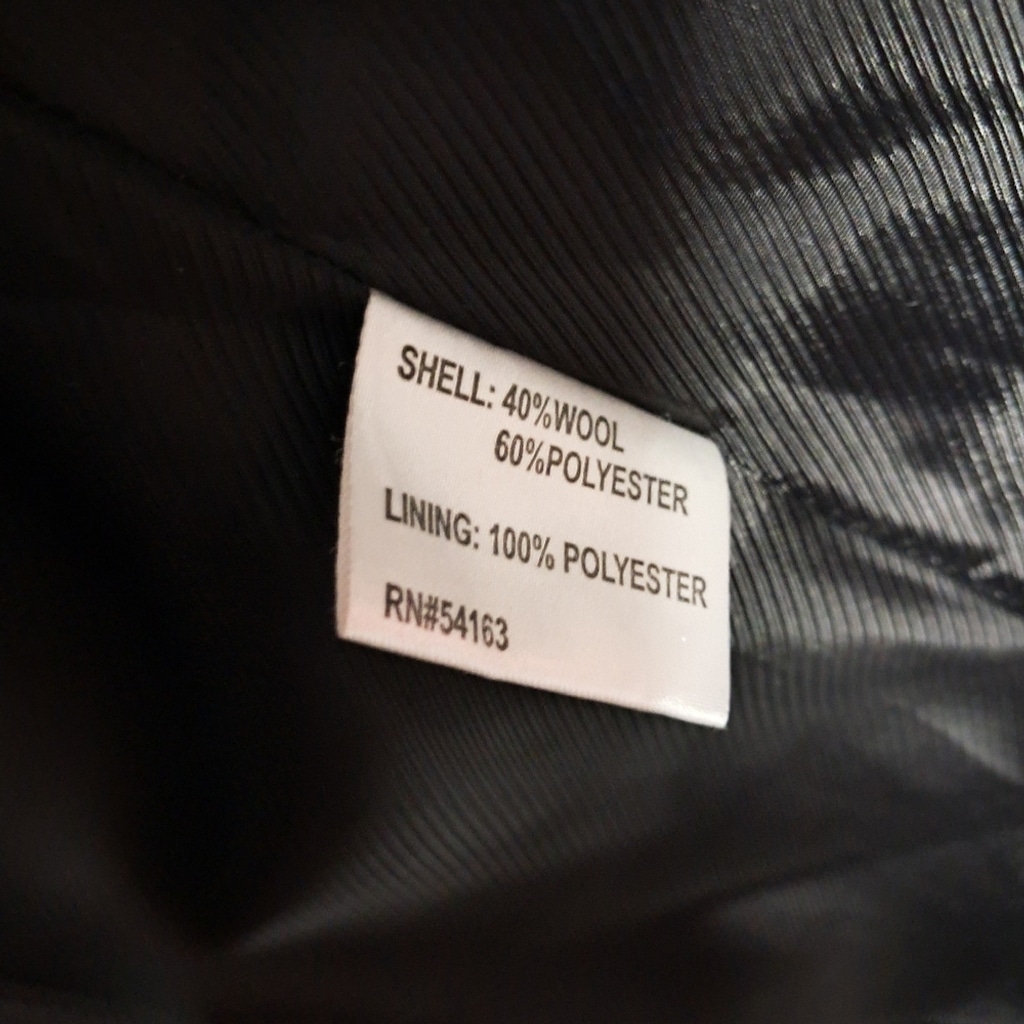 SHELL: 40%WOOL
60%POLYESTER
LINING: 100% POLYESTER
RN#54163